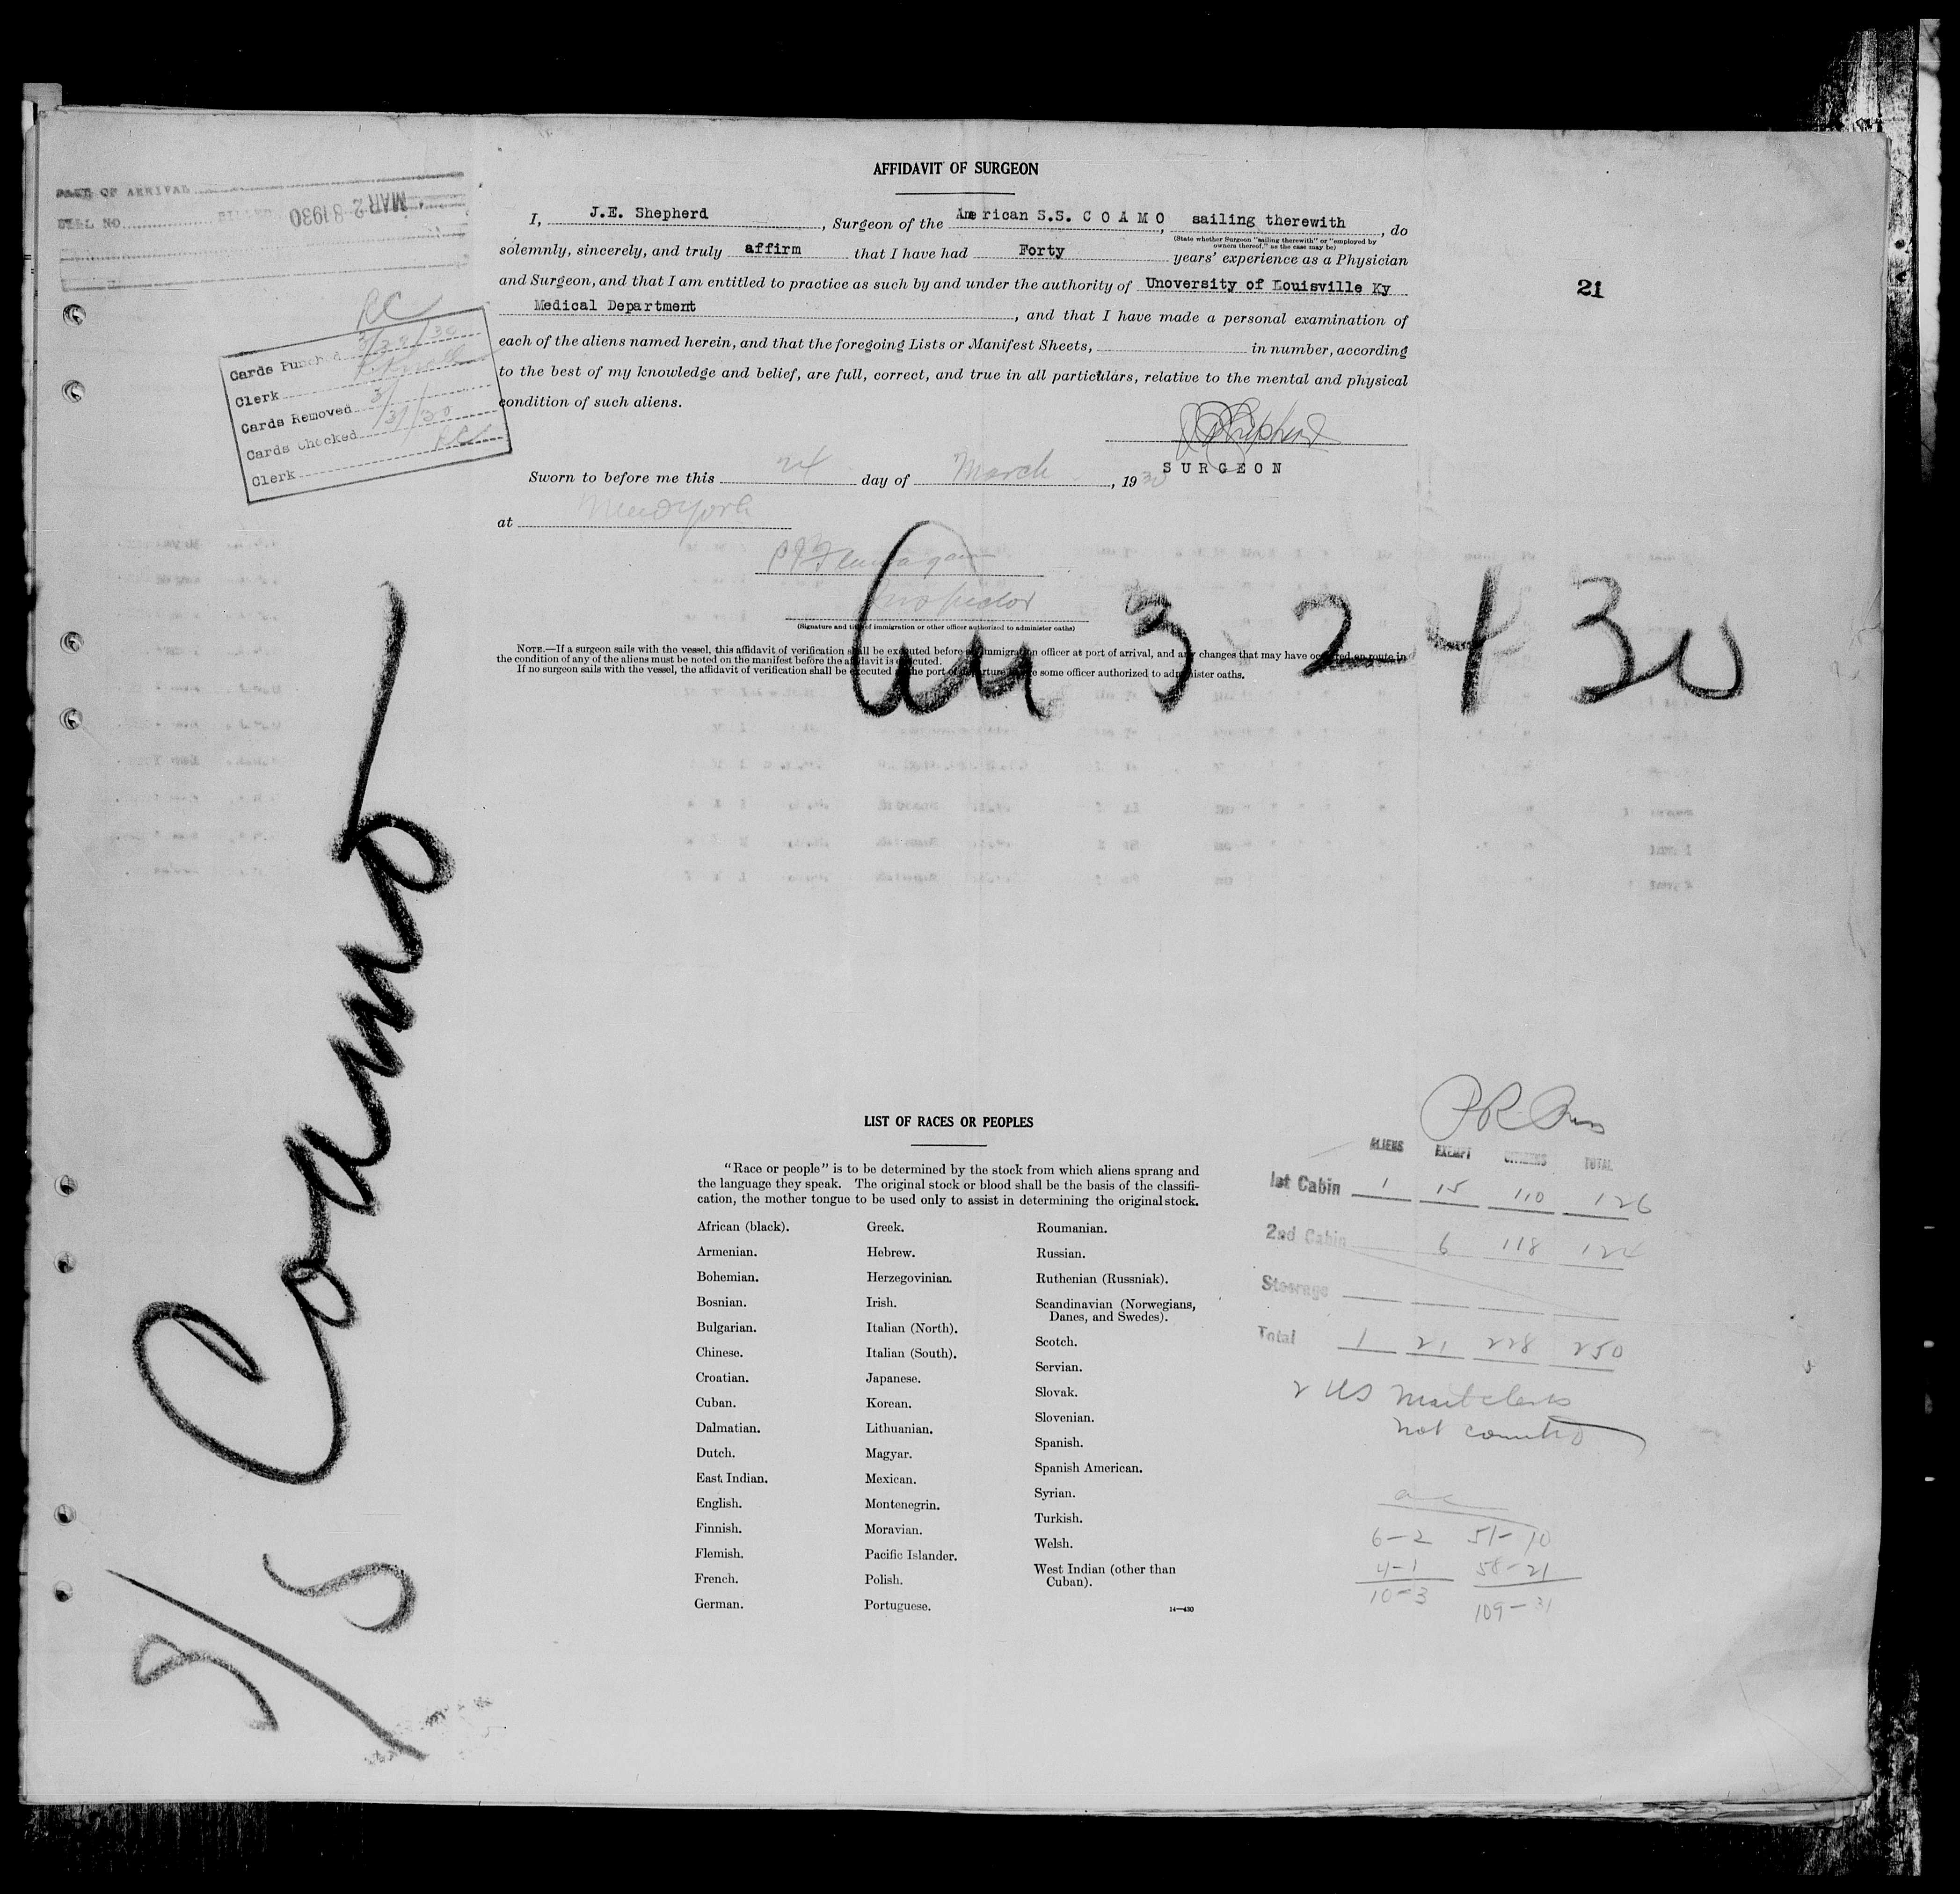 AFFIDAVIT OF SURGEON
OF ARRIVAL
NO. MAR 28 1930
I, J.E. Shepherd, Surgeon of the American S.S. C O A M O, sailing therewith, do
(State whether Surgeon "sailing therewith" or "employed by
owners thereof," as the case may be)
solemnly, sincerely, and truly affirm that I have had Forty years' experience as a Physician
and Surgeon, and that I am entitled to practice as such by and under the authority of Unoversity of Louisville Ky
Medical Department, and that I have made a personal examination of
each of the aliens named herein, and that the foregoing Lists or Manifest Sheets, in number, according
to the best of my knowledge and belief, are full, correct, and true in all particulars, relative to the mental and physical
condition of such aliens.
21
Cards Punched
Clerk
Cards Removed
Cards Checked 3/31/30
Clerk
J E Shepherd
S U R G E O N
Sworn to before me this 24 day of March, 1930
at New York
Inspector
(Signature and title of immigration or other officer authorized to administer oaths)
NOTE.—If a surgeon sails with the vessel, this affidavit of verification shall be executed before an immigration officer at port of arrival, and any changes that may have occurred en route in
the condition of any of the aliens must be noted on the manifest before the affidavit is executed.
If no surgeon sails with the vessel, the affidavit of verification shall be executed at the port of departure before some officer authorized to administer oaths.
3 24 30
S/S Coamo
LIST OF RACES OR PEOPLES
"Race or people" is to be determined by the stock from which aliens sprang and
the language they speak. The original stock or blood shall be the basis of the classifi-
cation, the mother tongue to be used only to assist in determining the original stock.
African (black).
Armenian.
Bohemian.
Bosnian.
Bulgarian.
Chinese.
Croatian.
Cuban.
Dalmatian.
Dutch.
East Indian.
English.
Finnish.
Flemish.
French.
German.
Greek.
Hebrew.
Herzegovinian.
Irish.
Italian (North).
Italian (South).
Japanese.
Korean.
Lithuanian.
Magyar.
Mexican.
Montenegrin.
Moravian.
Pacific Islander.
Polish.
Portuguese.
Roumanian.
Russian.
Ruthenian (Russniak).
Scandinavian (Norwegians,
Danes, and Swedes).
Scotch.
Servian.
Slovak.
Slovenian.
Spanish.
Spanish American.
Syrian.
Turkish.
Welsh.
West Indian (other than
Cuban).
14—430
ALIENS EXEMPT CITIZENS TOTAL
1st Cabin 1 15 110 126
2nd Cabin 6 118 124
Steerage
Total 1 21 228 250
2 US Mail clerks
not counted
6-2 51-10
4-1 58-21
10-3 109-31